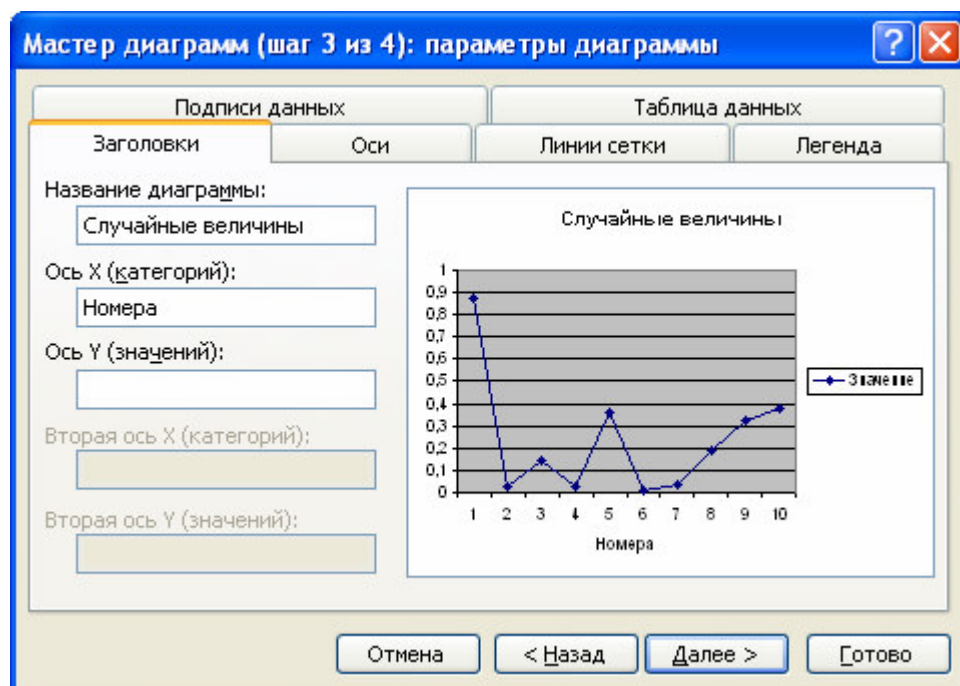 Мастер диаграмм (шаг 3 из 4): параметры диаграммы
Подписи данных
Таблица данных
Заголовки
Оси
Линии сетки
Легенда
Название диаграммы:
Случайные величины
Ось X (категорий):
Номера
Ось Y (значений):
Вторая ось X (категорий):
Вторая ось Y (значений):
Случайные величины
1
0,9
0,8
0,7
0,6
0,5
0,4
0,3
0,2
0,1
0
1 2 3 4 5 6 7 8 9 10
Номера
Значение
Отмена
< Назад
Далее >
Готово